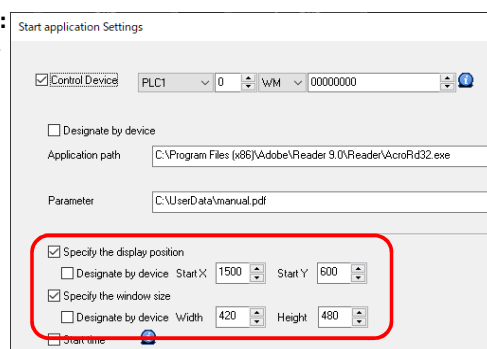 :
Start application Settings
Control Device PLC1 0 WM 00000000
Designate by device
Application path C:\Program Files (x86)\Adobe\Reader 9.0\Reader\AcroRd32.exe
Parameter C:\UserData\manual.pdf
Specify the display position
Designate by device Start X 1500 Start Y 600
Specify the window size
Designate by device Width 420 Height 480
Start time